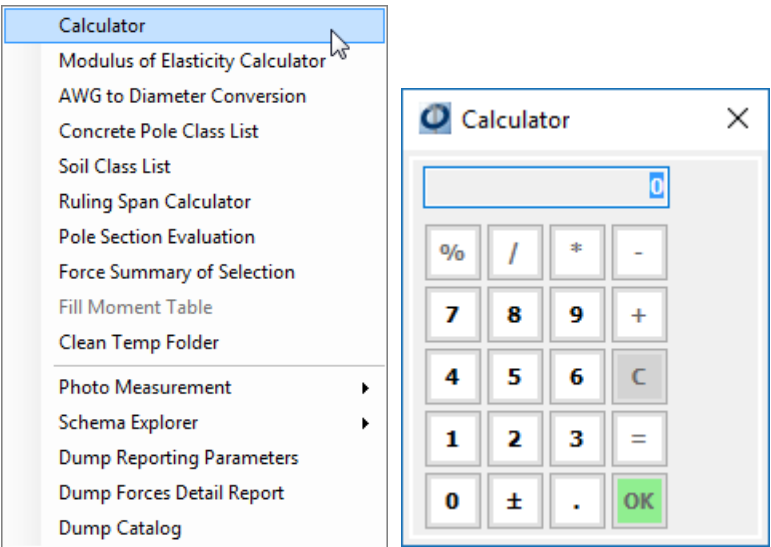 Calculator
Modulus of Elasticity Calculator
AWG to Diameter Conversion
Concrete Pole Class List
Soil Class List
Ruling Span Calculator
Pole Section Evaluation
Force Summary of Selection
Fill Moment Table
Clean Temp Folder
Photo Measurement
Schema Explorer
Dump Reporting Parameters
Dump Forces Detail Report
Dump Catalog
Calculator
0
% / * -
7 8 9 +
4 5 6 C
1 2 3 =
0 ± . OK